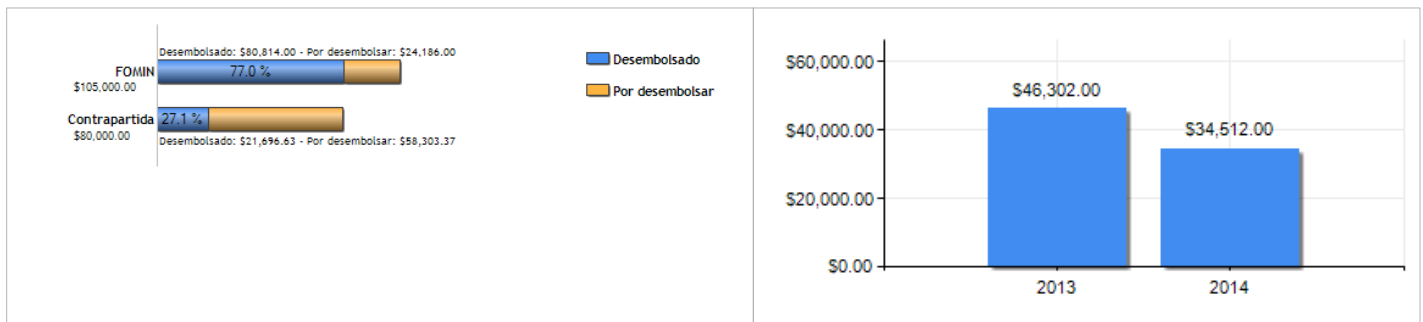 Desembolsado: $80,814.00 - Por desembolsar: $24,186.00
FOMIN
$105,000.00
77.0 %
Contrapartida
$80,000.00
27.1 %
Desembolsado: $21,696.63 - Por desembolsar: $58,303.37
Desembolsado
Por desembolsar
$60,000.00
$40,000.00
$20,000.00
$0.00
$46,302.00
$34,512.00
2013
2014